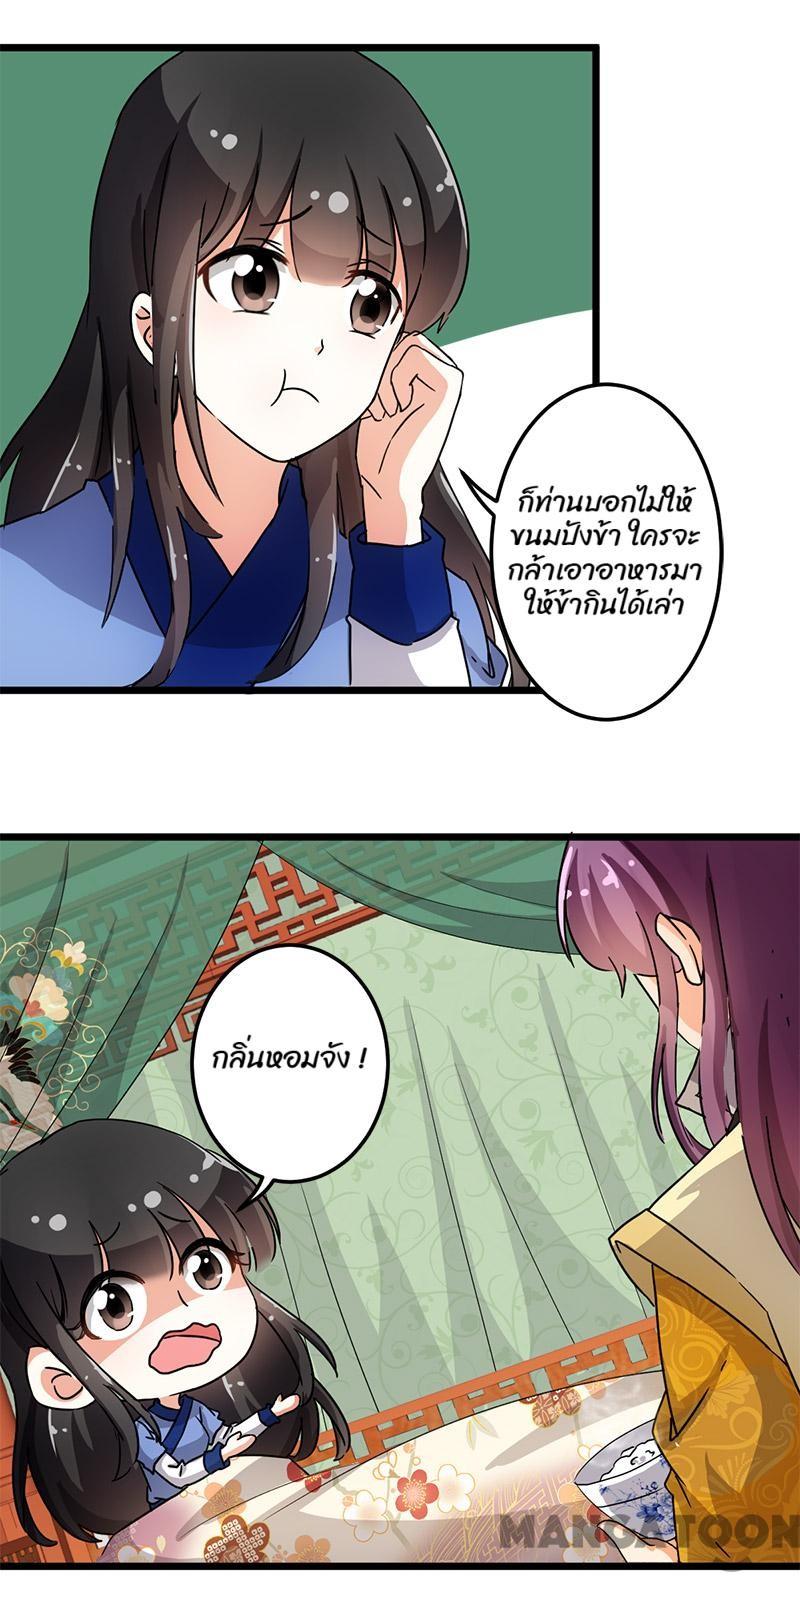 ก็ท่านบอกไม่ให้
ขนมปังข้า ใครจะ
กล้าเอาอาหารมา
ให้ข้ากินได้เล่า
กลิ่นหอมจัง !
MANGATOON